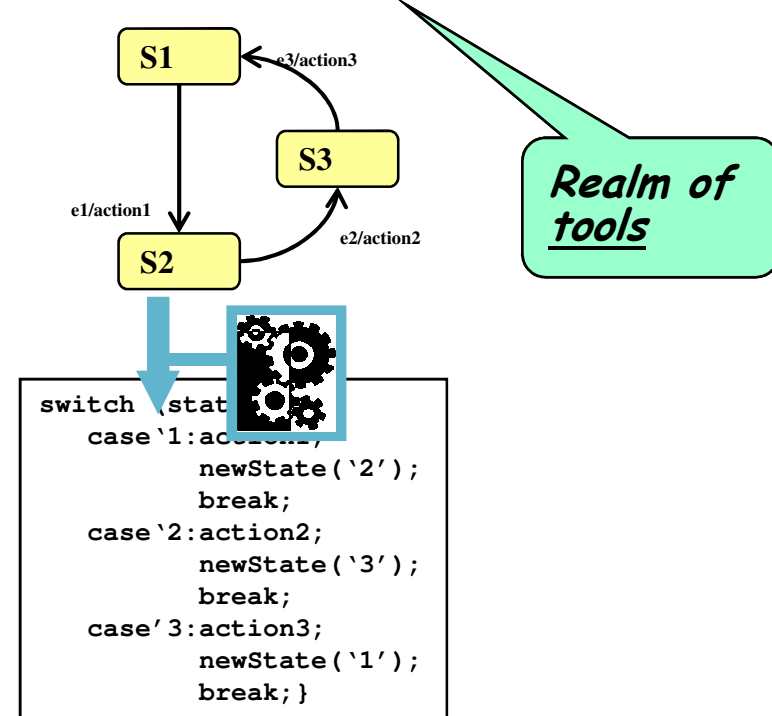 S1
e3/action3
S3
Realm of
tools
e1/action1
e2/action2
S2
switch
case‘1:
newState(‘2’);
break;
case‘2:action2;
newState(‘3’);
break;
case’3:action3;
newState(‘1’);
break;}